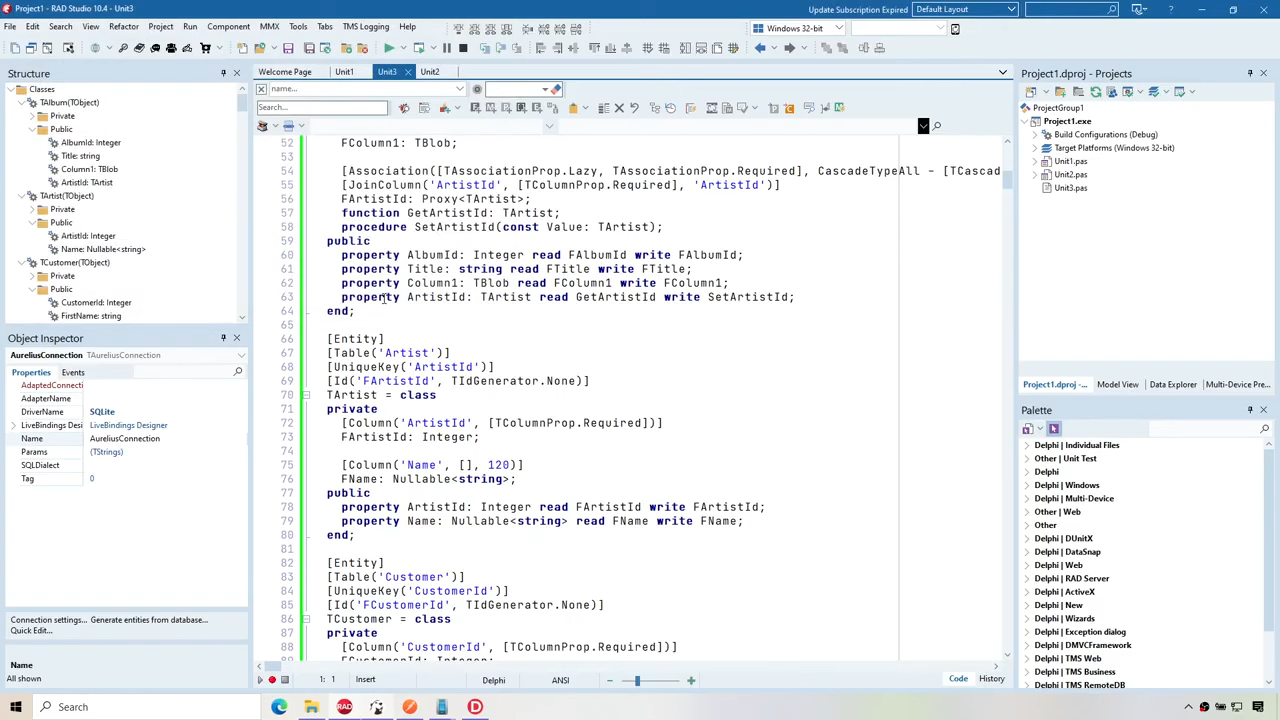 Project1 - RAD Studio 10.4 - Unit3
Update Subscription Expired
Default Layout
File Edit Search View Refactor Project Run Component MMX Tools Tabs TMS Logging Help
Windows 32-bit
Structure
Classes
TAlbum(TObject)
Private
Public
AlbumId: Integer
Title: string
Column1: TBlob
ArtistId: TArtist
TArtist(TObject)
Private
Public
ArtistId: Integer
Name: Nullable<string>
TCustomer(TObject)
Private
Public
CustomerId: Integer
FirstName: string
Object Inspector
AureliusConnection TAureliusConnection
Properties Events
AdaptedConnecti
AdapterName
DriverName SQLite
LiveBindings Desi LiveBindings Designer
Name AureliusConnection
Params (TStrings)
SQLDialect
Tag 0
Connection settings... Generate entities from database...
Quick Edit...
Name
All shown
Welcome Page Unit1 Unit3 Unit2
name...
Search...
52 FColumn1: TBlob;
53
54 [Association([TAssociationProp.Lazy, TAssociationProp.Required], CascadeTypeAll - [TCascad
55 [JoinColumn('ArtistId', [TColumnProp.Required], 'ArtistId')]
56 FArtistId: Proxy<TArtist>;
57 function GetArtistId: TArtist;
58 procedure SetArtistId(const Value: TArtist);
59 public
60 property AlbumId: Integer read FAlbumId write FAlbumId;
61 property Title: string read FTitle write FTitle;
62 property Column1: TBlob read FColumn1 write FColumn1;
63 property ArtistId: TArtist read GetArtistId write SetArtistId;
64 end;
65
66 [Entity]
67 [Table('Artist')]
68 [UniqueKey('ArtistId')]
69 [Id('FArtistId', TIdGenerator.None)]
70 TArtist = class
71 private
72 [Column('ArtistId', [TColumnProp.Required])]
73 FArtistId: Integer;
74
75 [Column('Name', [], 120)]
76 FName: Nullable<string>;
77 public
78 property ArtistId: Integer read FArtistId write FArtistId;
79 property Name: Nullable<string> read FName write FName;
80 end;
81
82 [Entity]
83 [Table('Customer')]
84 [UniqueKey('CustomerId')]
85 [Id('FCustomerId', TIdGenerator.None)]
86 TCustomer = class
87 private
88 [Column('CustomerId', [TColumnProp.Required])]
FCustomerId: Integer;
1: 1 Insert Delphi ANSI Code History
Project1.dproj - Projects
ProjectGroup1
Project1.exe
Build Configurations (Debug)
Target Platforms (Windows 32-bit)
Unit1.pas
Unit2.pas
Unit3.pas
Project1.dproj -... Model View Data Explorer Multi-Device Pre...
Palette
Delphi | Individual Files
Other | Unit Test
Delphi
Delphi | Windows
Delphi | Multi-Device
Other | Web
Other
Delphi | DUnitX
Delphi | DataSnap
Delphi | Web
Delphi | RAD Server
Delphi | ActiveX
Delphi | New
Delphi | Wizards
Delphi | Exception dialog
Delphi | DMVCFramework
Delphi | TMS Web
Delphi | TMS Business
Delphi | TMS RemoteDB
Search
RAD
D